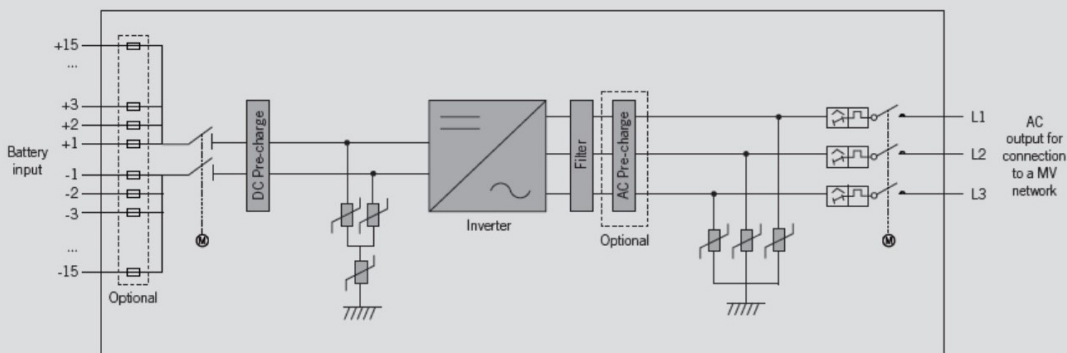 +15
...
+3
+2
+1
Battery
input
-1
-2
-3
...
-15
Optional
M
DC Pre-charge
Inverter
Filter
AC Pre-charge
Optional
M
L1
L2
L3
AC
output for
connection
to a MV
network